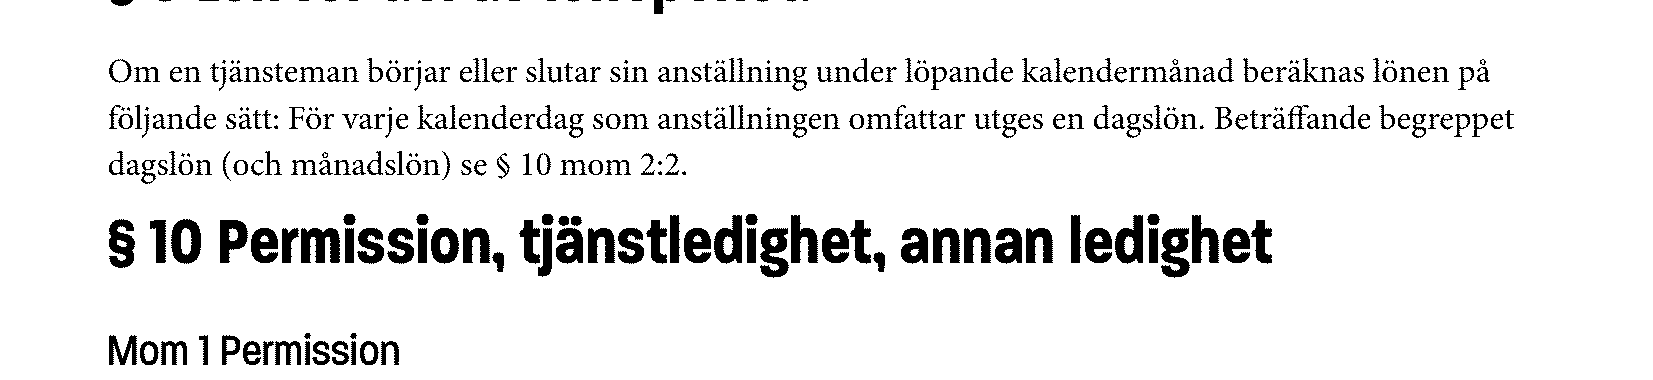 Om en tjänsteman börjar eller slutar sin anställning under löpande kalendermånad beräknas lönen på
följande sätt: För varje kalenderdag som anställningen omfattar utges en dagslön. Beträffande begreppet
dagslön (och månadslön) se § 10 mom 2:2.
§ 10 Permission, tjänstledighet, annan ledighet
Mom 1 Permission